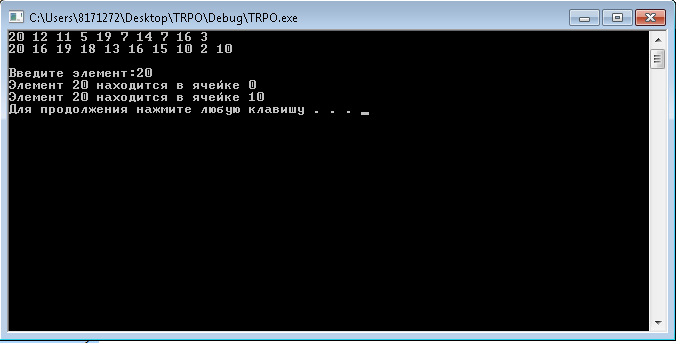 C:\Users\8171272\Desktop\TRPO\Debug\TRPO.exe
20 12 11 5 19 7 14 7 16 3
20 16 19 18 13 16 15 10 2 10
Введите элемент:20
Элемент 20 находится в ячейке 0
Элемент 20 находится в ячейке 10
Для продолжения нажмите любую клавишу . . . _